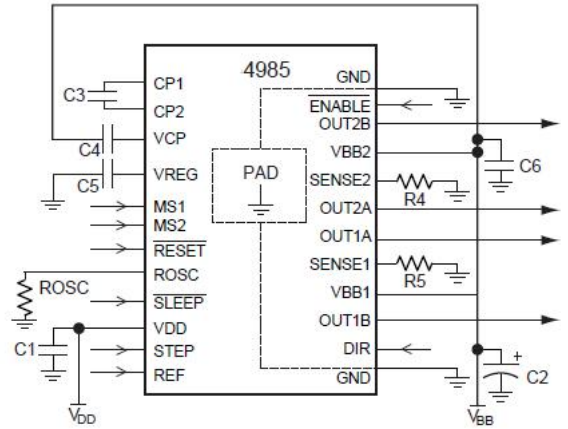 4985
GND
C3
CP1
CP2
ENABLE
OUT2B
C4
VCP
VBB2
C6
C5
VREG
PAD
SENSE2
R4
MS1
MS2
OUT2A
RESET
OUT1A
ROSC
ROSC
SENSE1
R5
SLEEP
VBB1
C1
VDD
OUT1B
STEP
DIR
+
C2
REF
GND
VDD
VBB